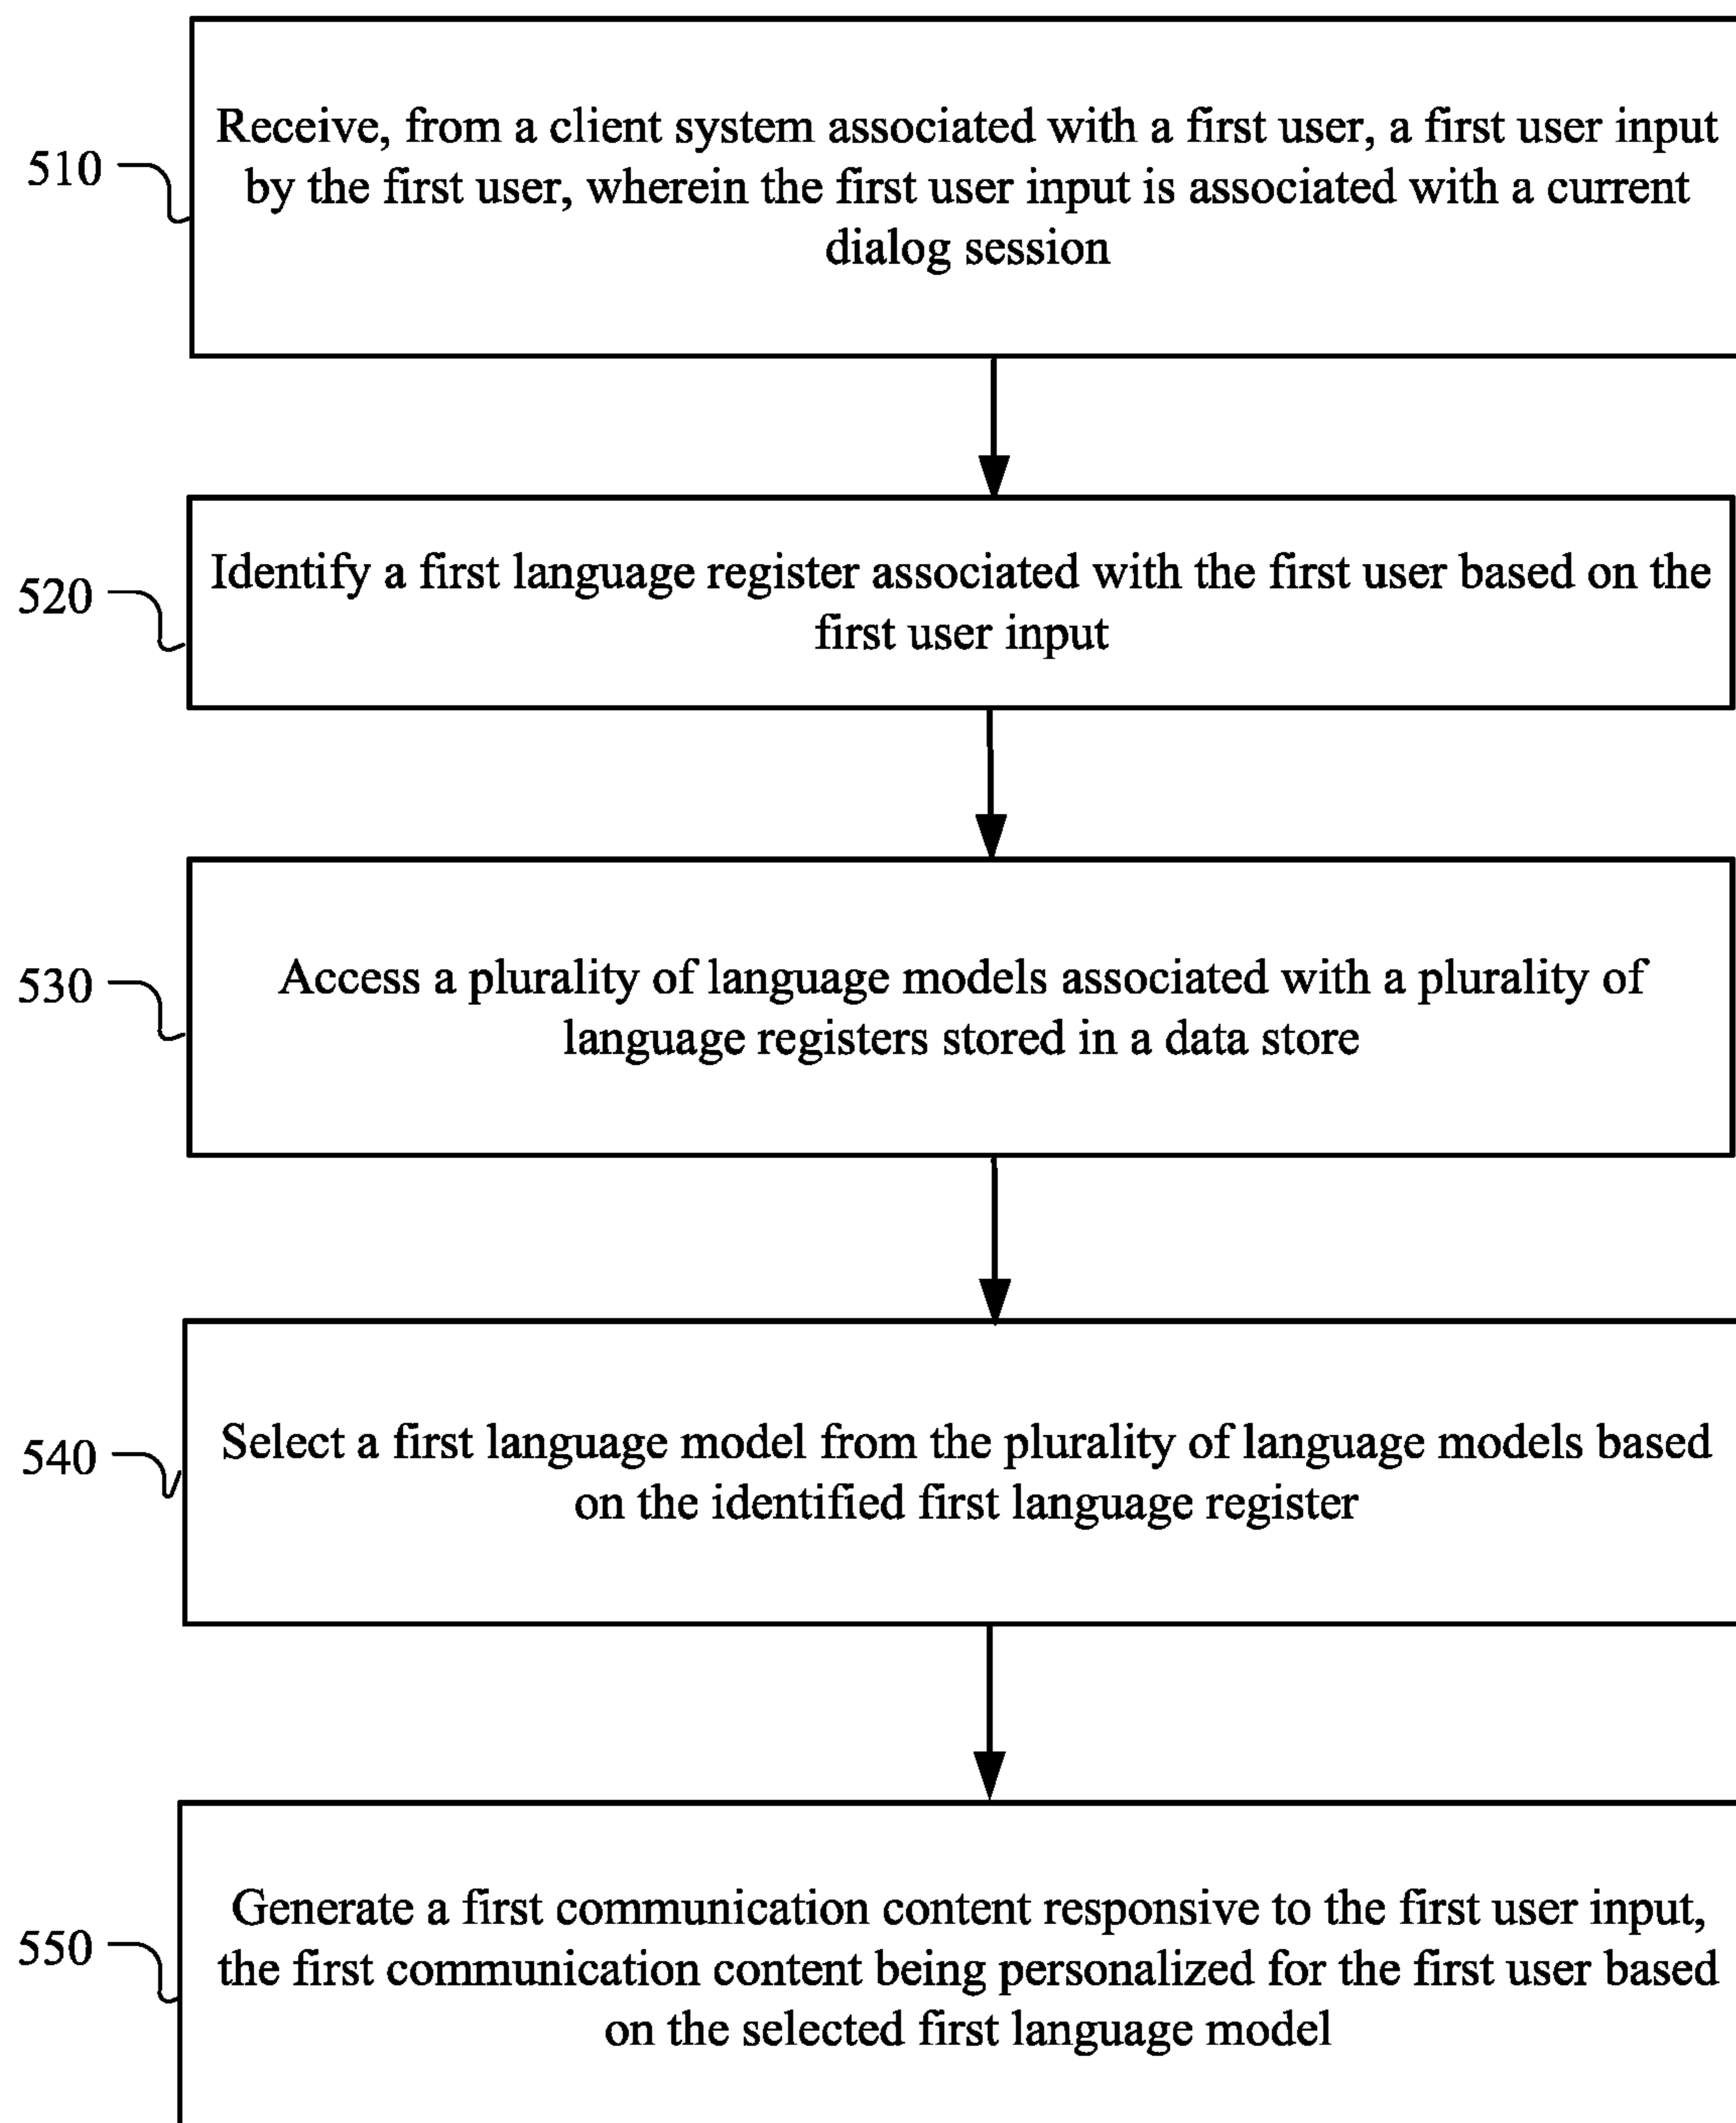 Receive, from a client system associated with a first user, a first user input
510
by the first user, wherein the first user input is associated with a current
dialog session
Identify a first language register associated with the first user based on the
520
first user input
Access a plurality of language models associated with a plurality of
530
language registers stored in a data store
Select a first language model from the plurality of language models based
540
on the identified first language register
Generate a first communication content responsive to the first user input,
550
the first communication content being personalized for the first user based
on the selected first language model